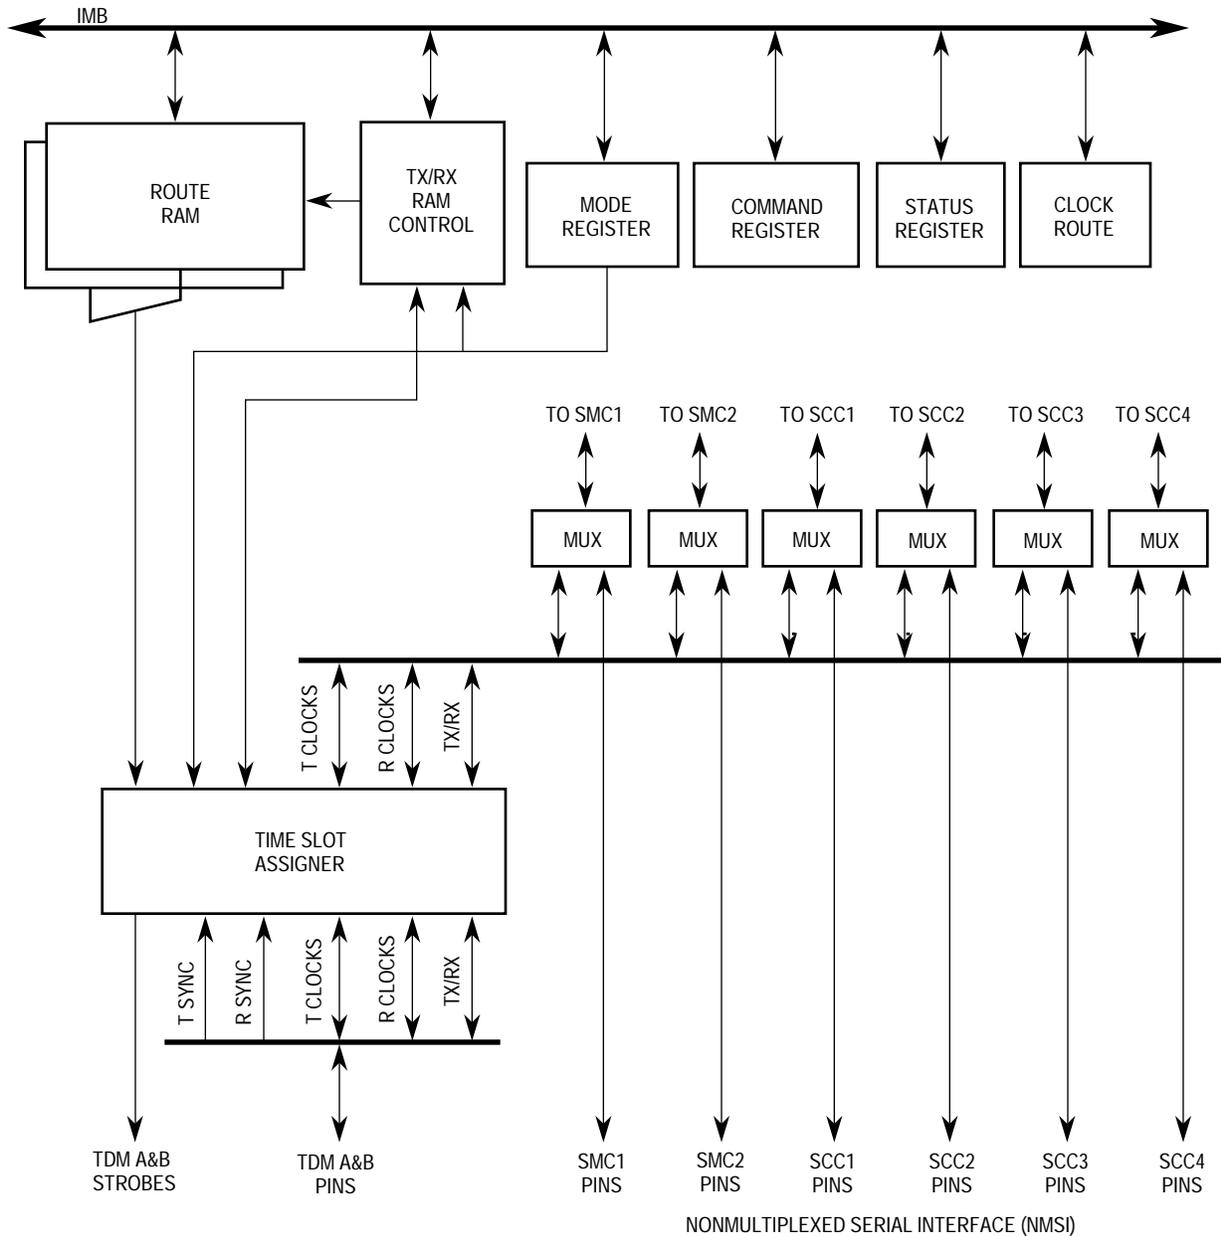 IMB
ROUTE
RAM
TX/RX
RAM
CONTROL
MODE
REGISTER
COMMAND
REGISTER
STATUS
REGISTER
CLOCK
ROUTE
TO SMC1
TO SMC2
TO SCC1
TO SCC2
TO SCC3
TO SCC4
MUX
MUX
MUX
MUX
MUX
MUX
T CLOCKS
R CLOCKS
TX/RX
TIME SLOT
ASSIGNER
T SYNC
R SYNC
T CLOCKS
R CLOCKS
TX/RX
TDM A&B
STROBES
TDM A&B
PINS
SMC1
PINS
SMC2
PINS
SCC1
PINS
SCC2
PINS
SCC3
PINS
SCC4
PINS
NONMULTIPLEXED SERIAL INTERFACE (NMSI)